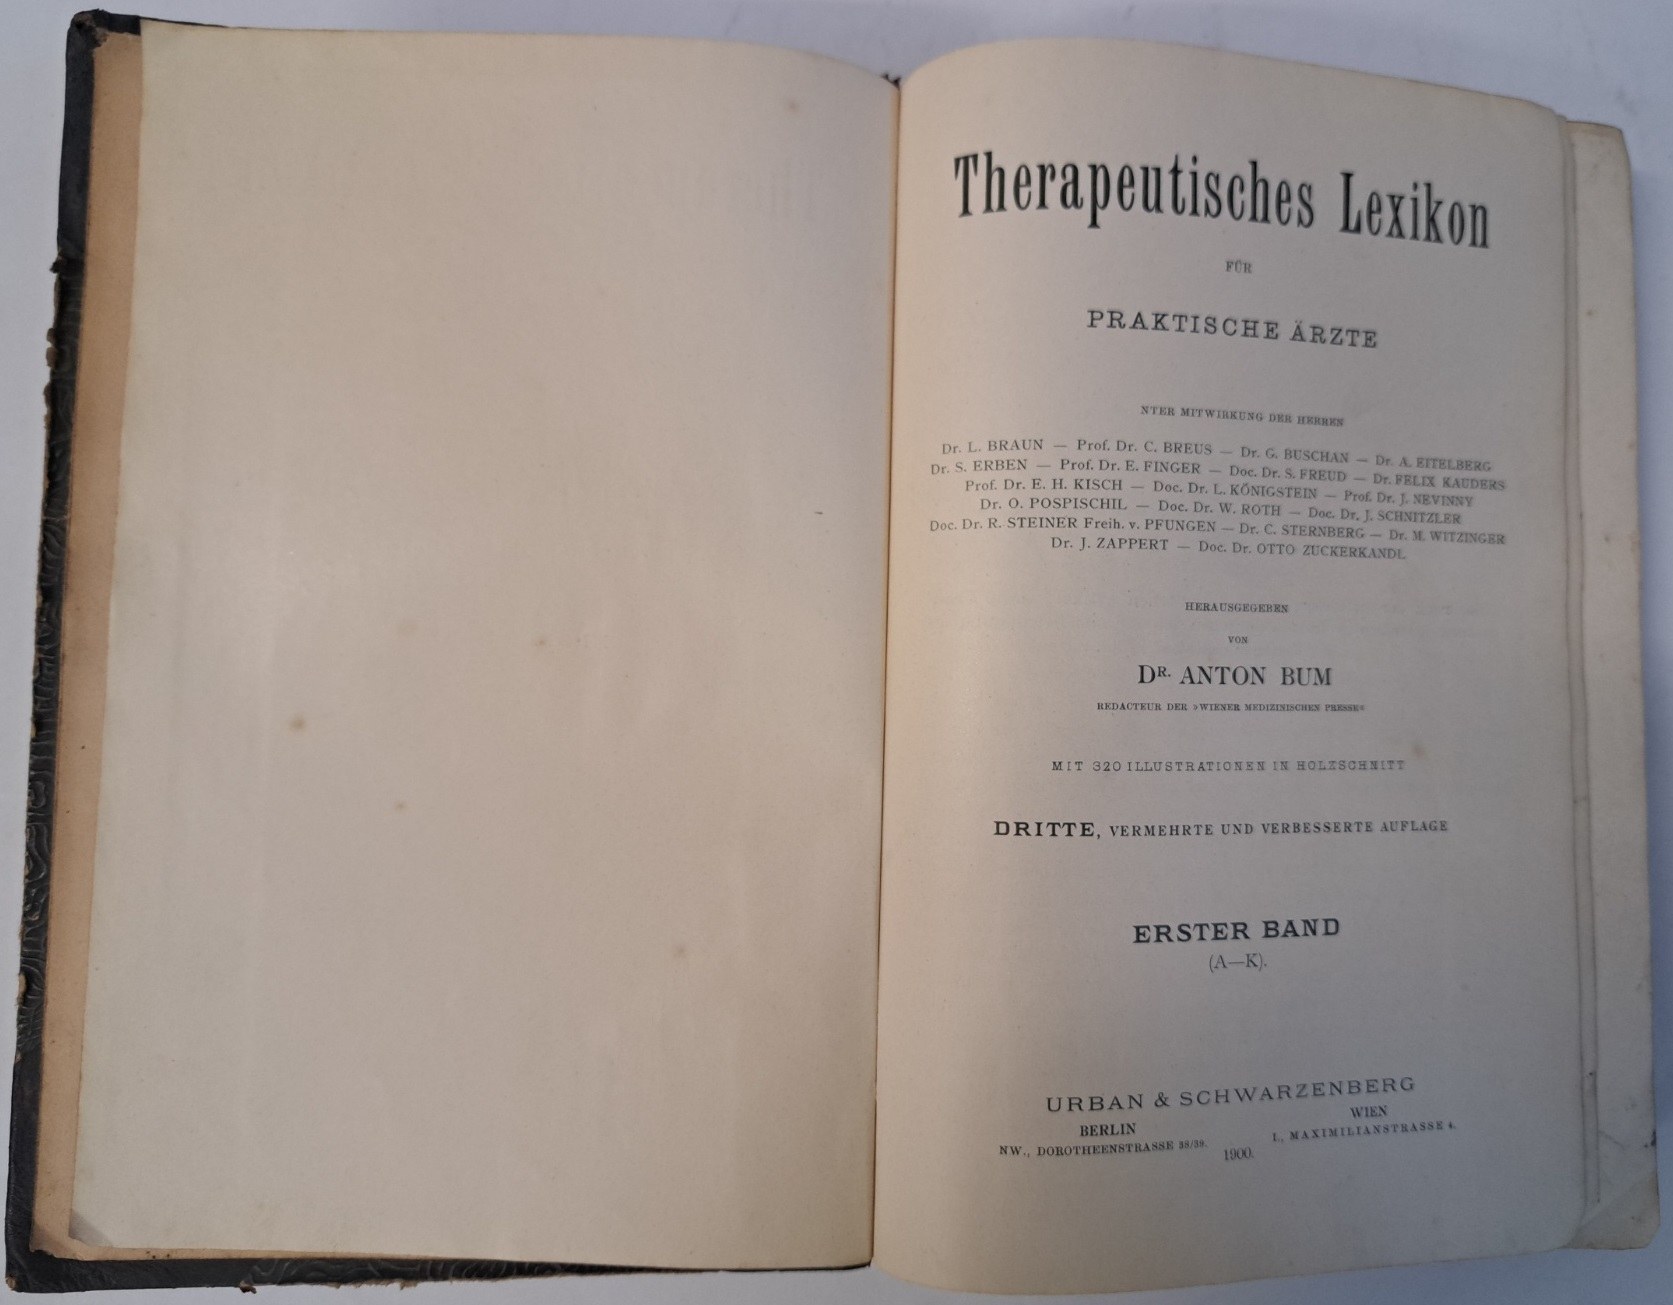 Therapeutisches Lexikon
FÜR
PRAKTISCHE ÄRZTE
NTER MITWIRKUNG DER HERREN
Dr. L. BRAUN — Prof. Dr. C. BREUS — Dr. G. BUSCHAN — Dr. A. EITELBERG
Dr. S. ERBEN — Prof. Dr. E. FINGER — Doc. Dr. S. FREUD — Dr. FELIX KAUDERS
Prof. Dr. E. H. KISCH — Doc. Dr. L. KÖNIGSTEIN — Prof. Dr. J. NEVINNY
Dr. O. POSPISCHIL — Doc. Dr. W. ROTH — Doc. Dr. J. SCHNITZLER
Doc. Dr. R. STEINER Freih. v. PFUNGEN — Dr. C. STERNBERG — Dr. M. WITZINGER
Dr. J. ZAPPERT — Doc. Dr. OTTO ZUCKERKANDL
HERAUSGEGEBEN
VON
DR. ANTON BUM
REDACTEUR DER »WIENER MEDIZINISCHEN PRESSE«
MIT 320 ILLUSTRATIONEN IN HOLZSCHNITT
DRITTE, VERMEHRTE UND VERBESSERTE AUFLAGE
ERSTER BAND
(A—K).
URBAN & SCHWARZENBERG
BERLIN WIEN
NW., DOROTHEENSTRASSE 38/39. I., MAXIMILIANSTRASSE 4.
1900.